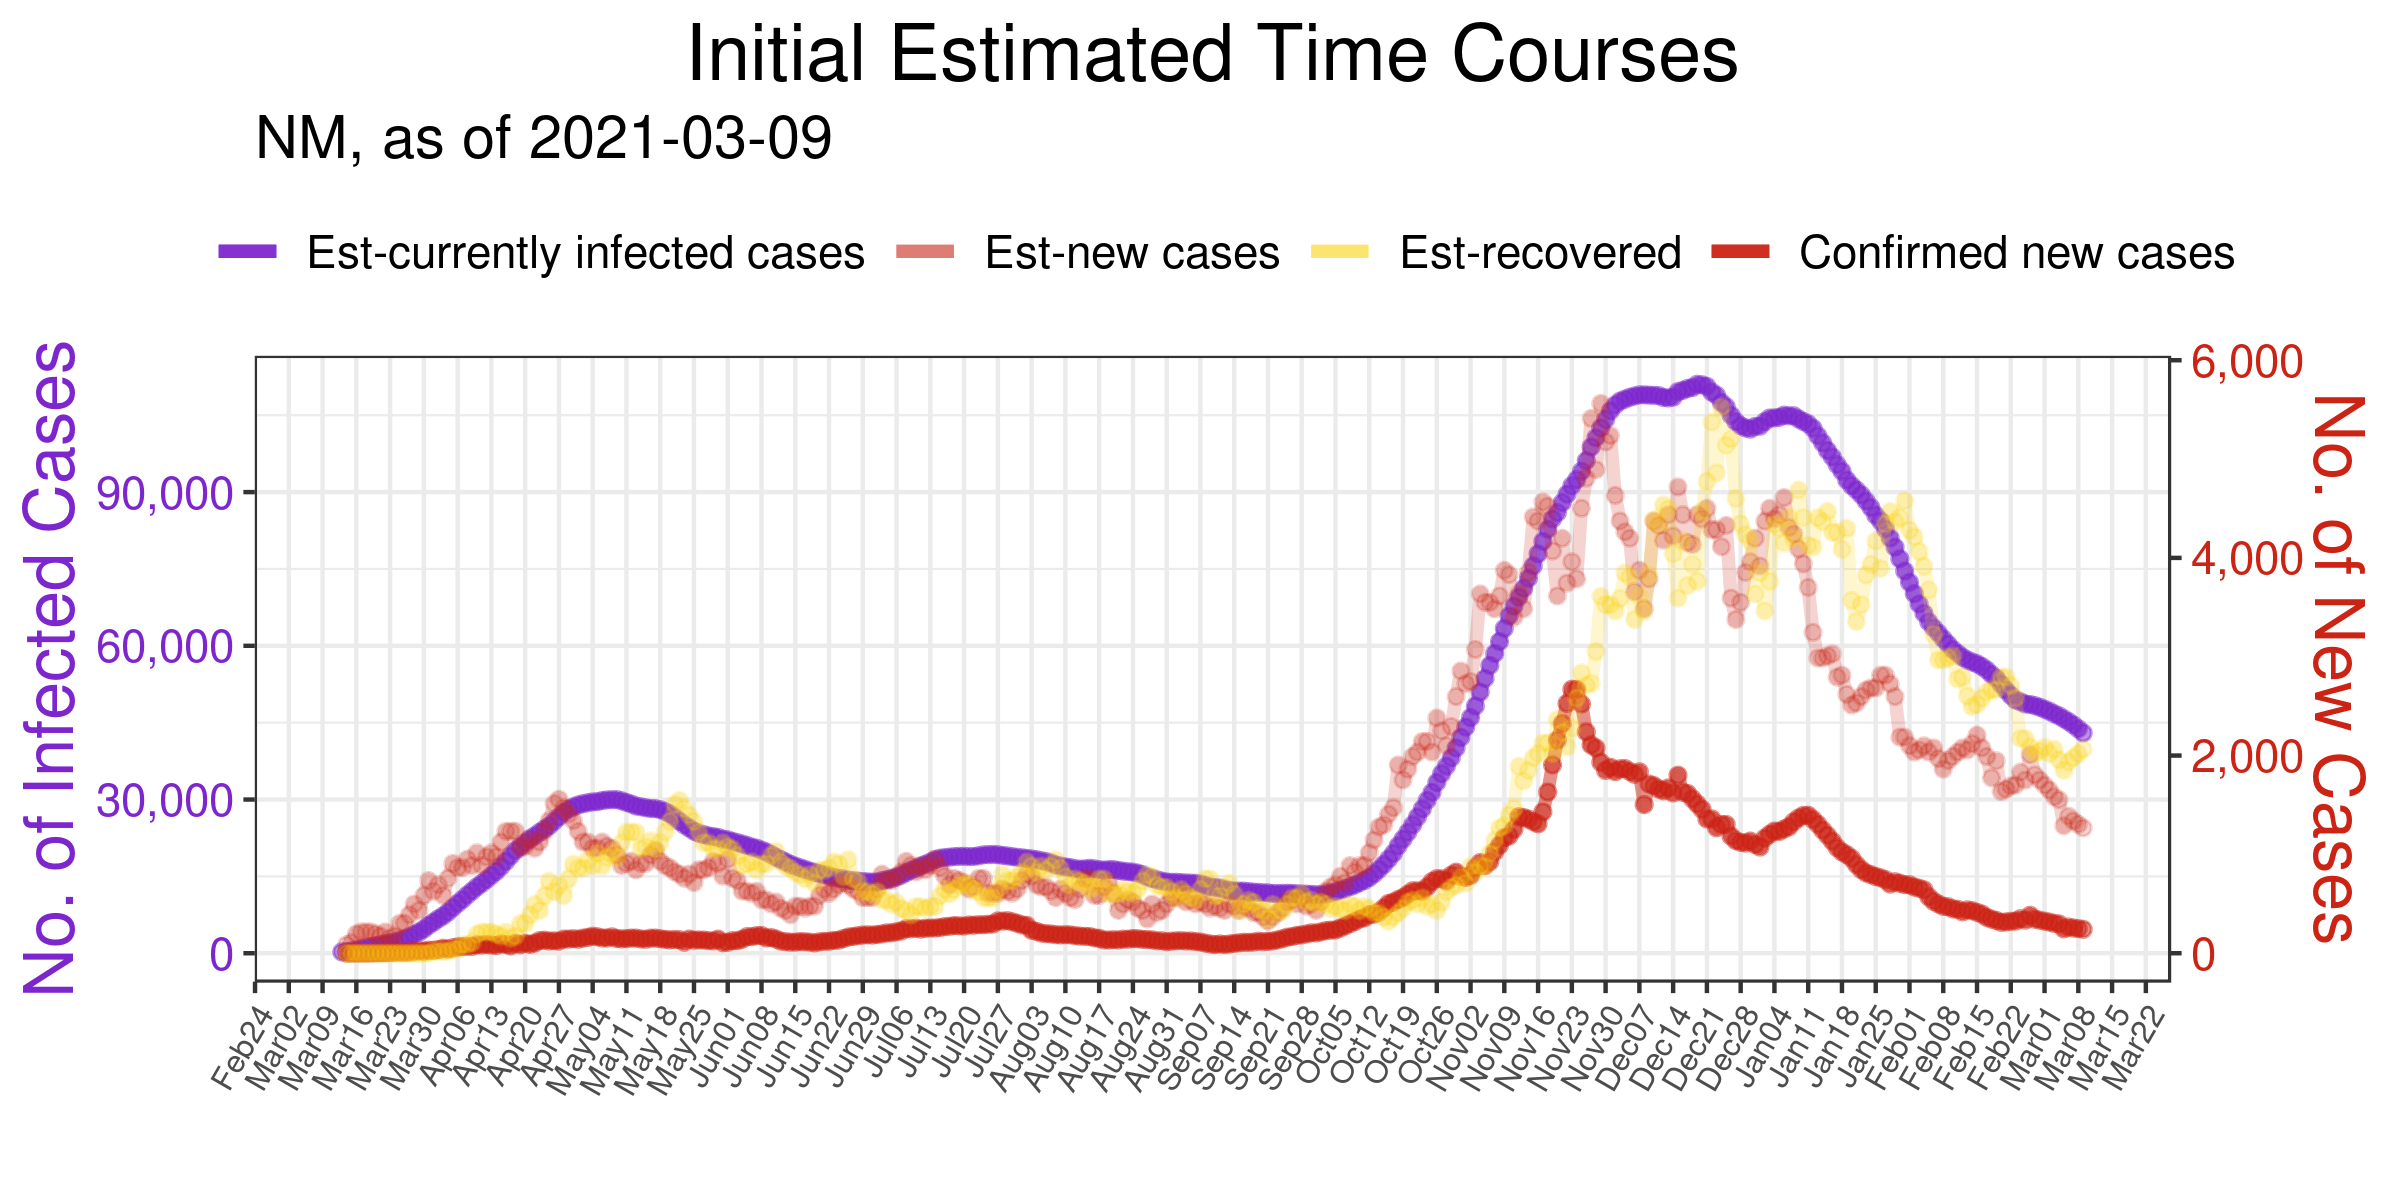 Initial Estimated Time Courses
NM, as of 2021-03-09
Est-currently infected cases Est-new cases Est-recovered Confirmed new cases
No. of Infected Cases
90,000
60,000
30,000
0
6,000
4,000
2,000
0
No. of New Cases
Feb24 Mar02 Mar09 Mar16 Mar23 Mar30 Apr06 Apr13 Apr20 Apr27 May04 May11 May18 May25 Jun01 Jun08 Jun15 Jun22 Jun29 Jul06 Jul13 Jul20 Jul27 Aug03 Aug10 Aug17 Aug24 Aug31 Sep07 Sep14 Sep21 Sep28 Oct05 Oct12 Oct19 Oct26 Nov02 Nov09 Nov16 Nov23 Nov30 Dec07 Dec14 Dec21 Dec28 Jan04 Jan11 Jan18 Jan25 Feb01 Feb08 Feb15 Feb22 Mar01 Mar08 Mar15 Mar22